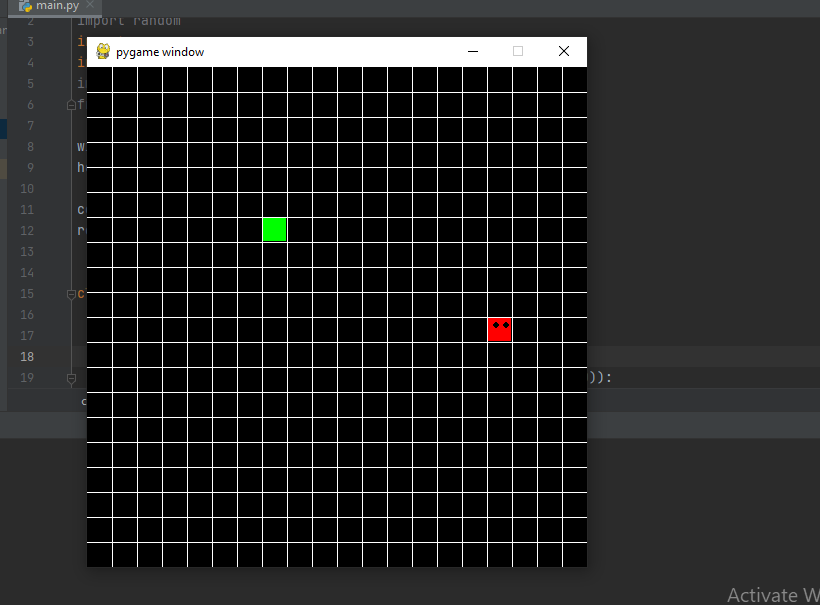 main.py
2 import random
3 i
4 i
5 i
6 f
7
pygame window
8 w
9 h
10
11 c
12 r
13
14
15 c
16
17
18
19 )):
c
Activate W